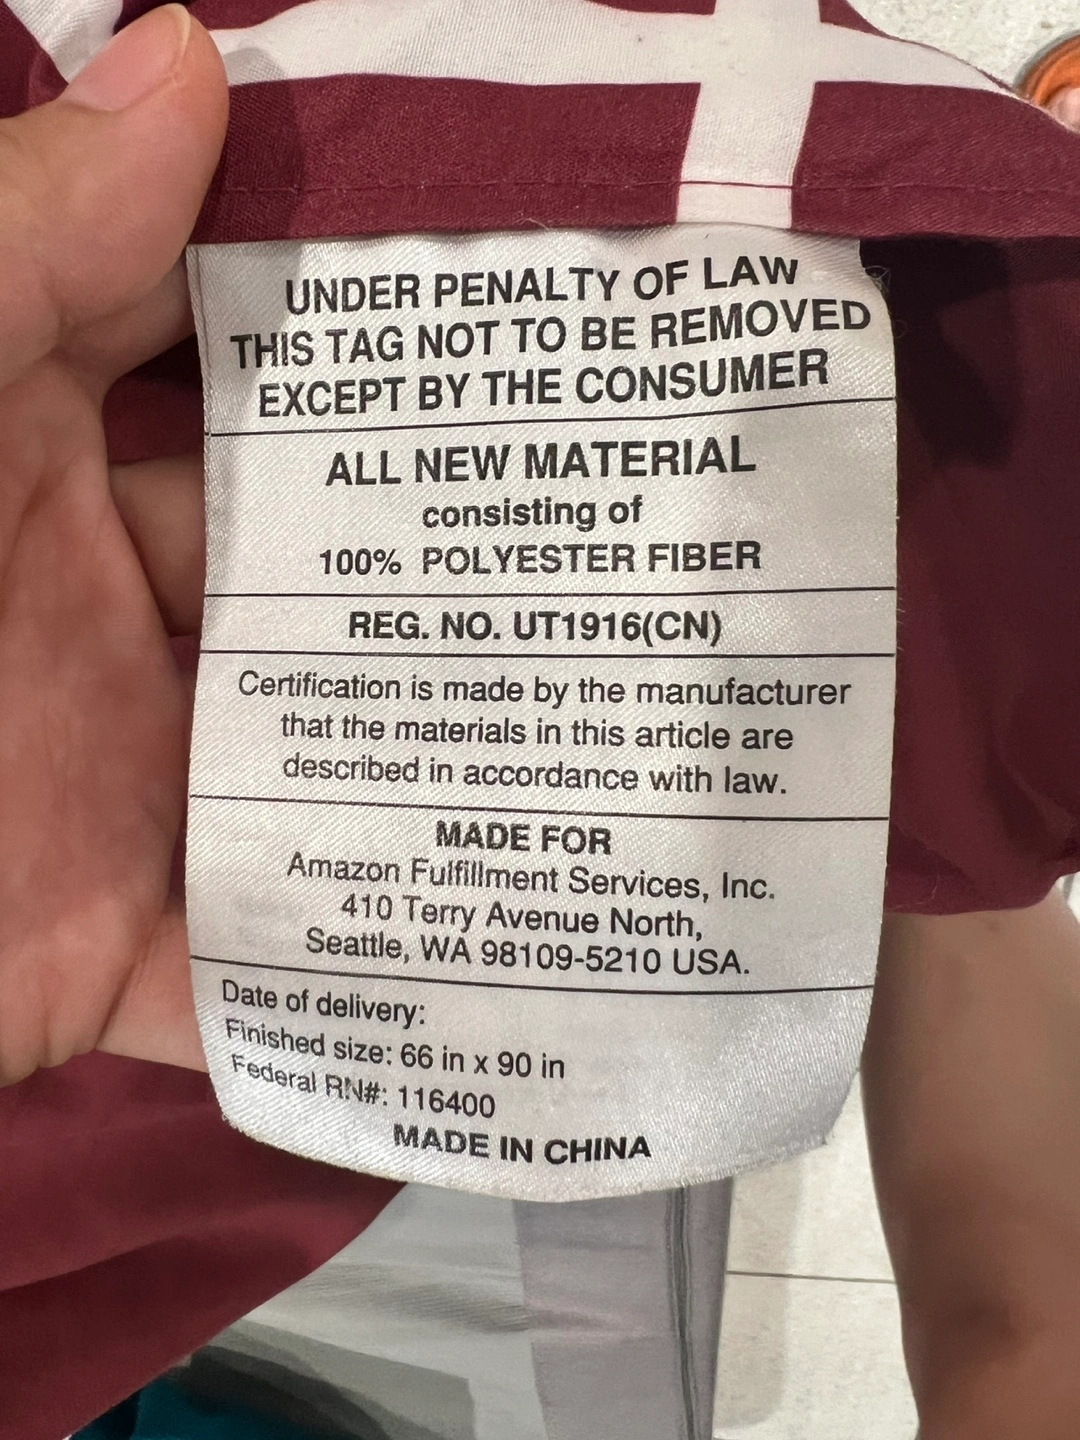 UNDER PENALTY OF LAW
THIS TAG NOT TO BE REMOVED
EXCEPT BY THE CONSUMER
ALL NEW MATERIAL
consisting of
100% POLYESTER FIBER
REG. NO. UT1916(CN)
Certification is made by the manufacturer
that the materials in this article are
described in accordance with law.
MADE FOR
Amazon Fulfillment Services, Inc.
410 Terry Avenue North,
Seattle, WA 98109-5210 USA.
Date of delivery:
Finished size: 66 in x 90 in
Federal RN#: 116400
MADE IN CHINA